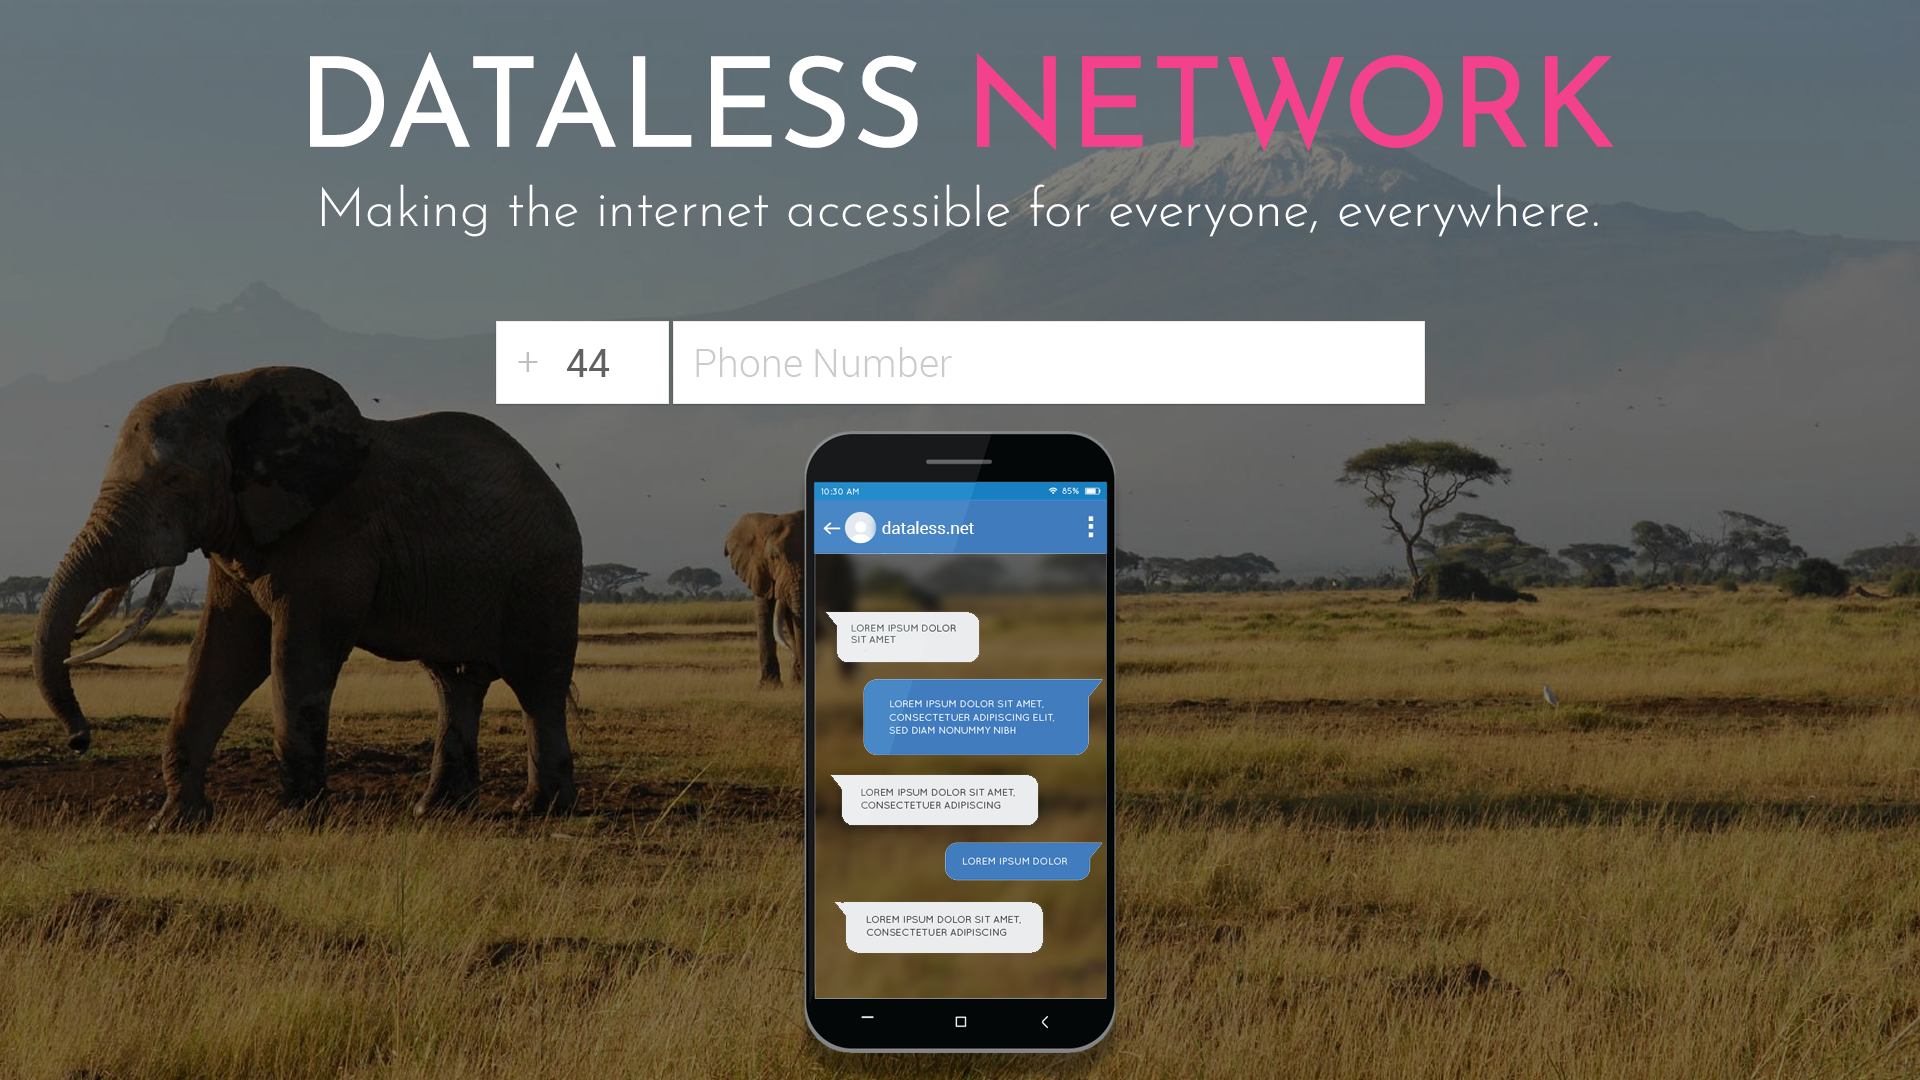 DATALESS NETWORK
Making the internet accessible for everyone, everywhere.
+ 44 Phone Number
10:30 AM 85%
dataless.net
LOREM IPSUM DOLOR
SIT AMET
LOREM IPSUM DOLOR SIT AMET,
CONSECTETUER ADIPISCING ELIT,
SED DIAM NONUMMY NIBH
LOREM IPSUM DOLOR SIT AMET,
CONSECTETUER ADIPISCING
LOREM IPSUM DOLOR
LOREM IPSUM DOLOR SIT AMET,
CONSECTETUER ADIPISCING